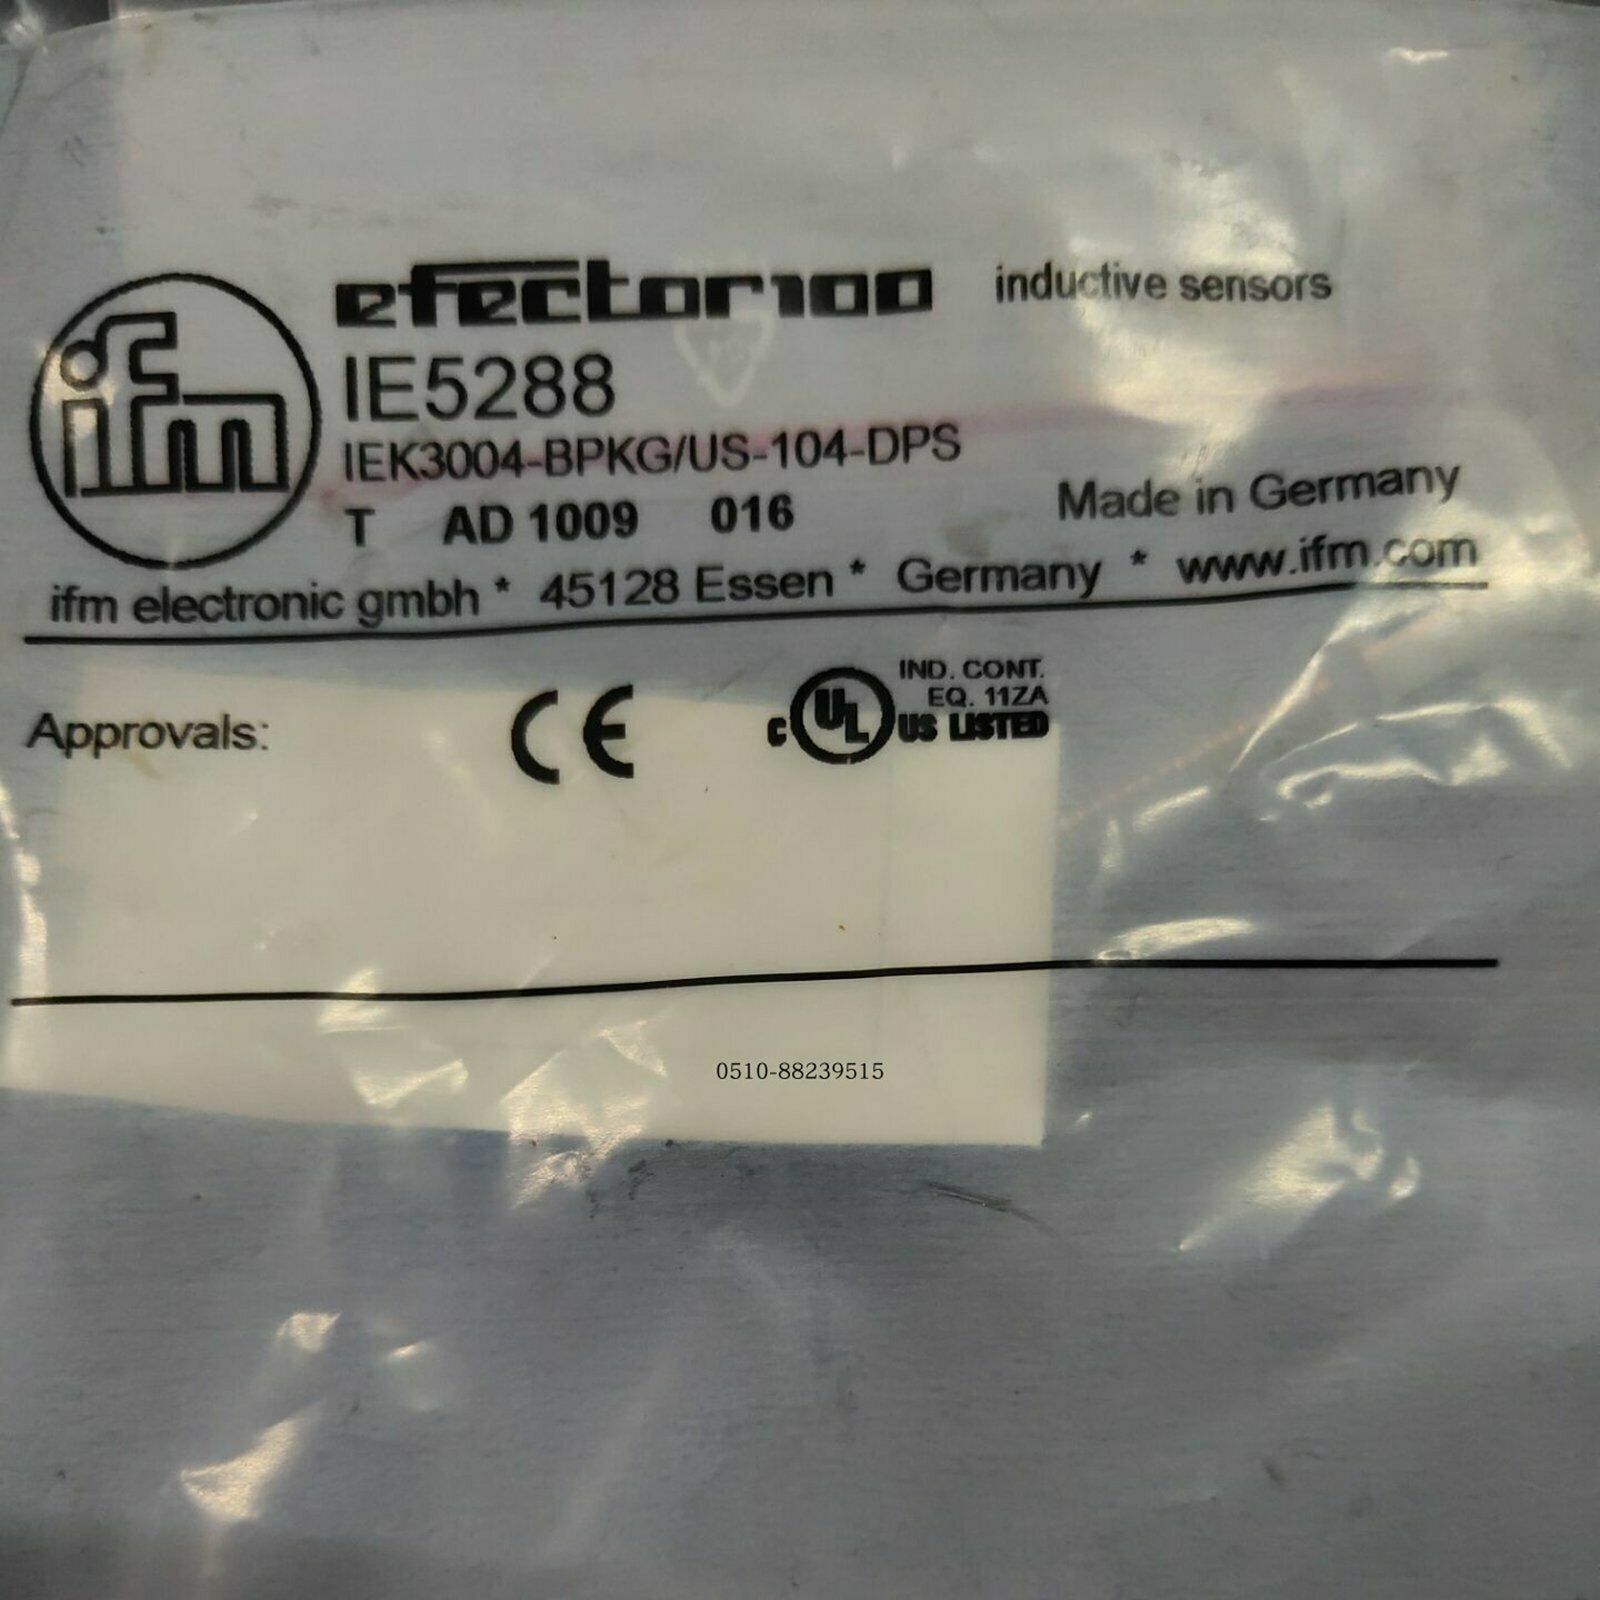 efector100 inductive sensors
ifm
IE5288
IEK3004-BPKG/US-104-DPS
T AD 1009 016 Made in Germany
ifm electronic gmbh * 45128 Essen * Germany * www.ifm.com
Approvals: CE c UL US LISTED
IND. CONT.
EQ. 11ZA
0510-88239515